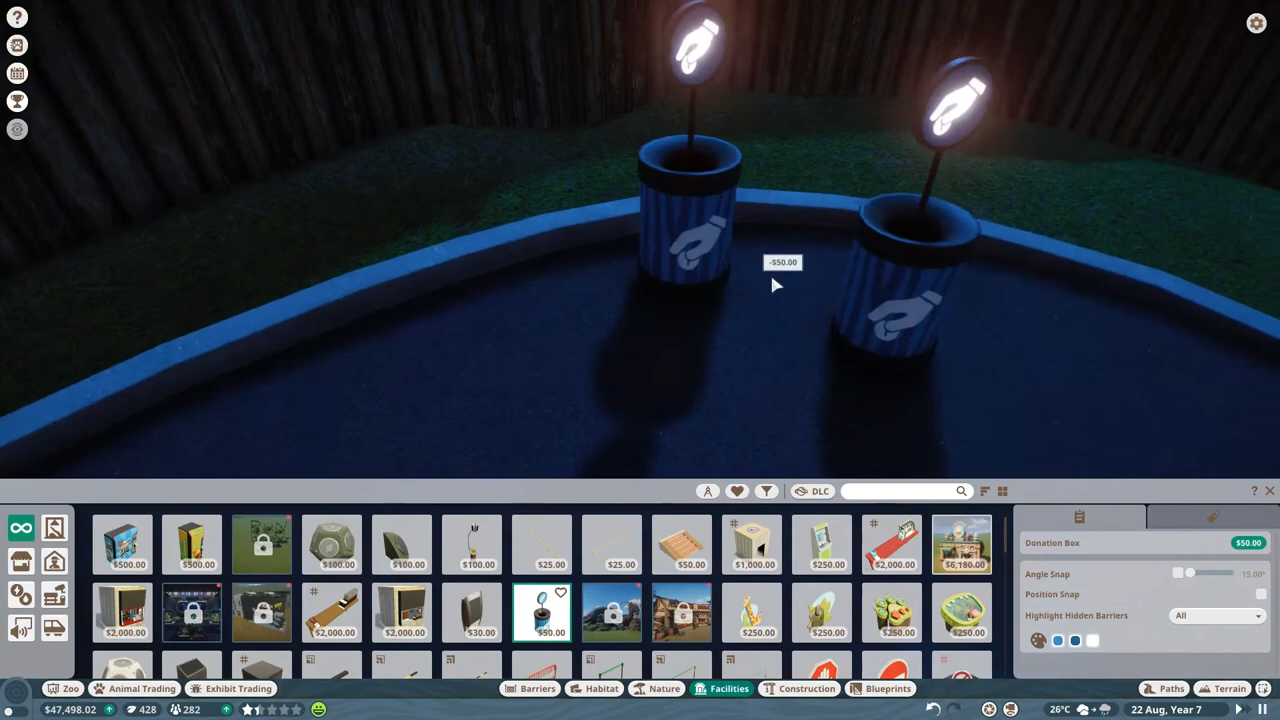 ?
-$50.00
DLC
? ×
$500.00
$500.00
$100.00
$100.00
$100.00
$25.00
$25.00
$50.00
$1,000.00
$250.00
$2,000.00
$6,180.00
$2,000.00
$2,000.00
$2,000.00
$30.00
$50.00
$250.00
$250.00
$250.00
$250.00
Donation Box
$50.00
Angle Snap
15.00°
Position Snap
Highlight Hidden Barriers
All
Zoo
Animal Trading
Exhibit Trading
Barriers
Habitat
Nature
Facilities
Construction
Blueprints
Paths
Terrain
$47,498.02
428
282
26°C
22 Aug, Year 7